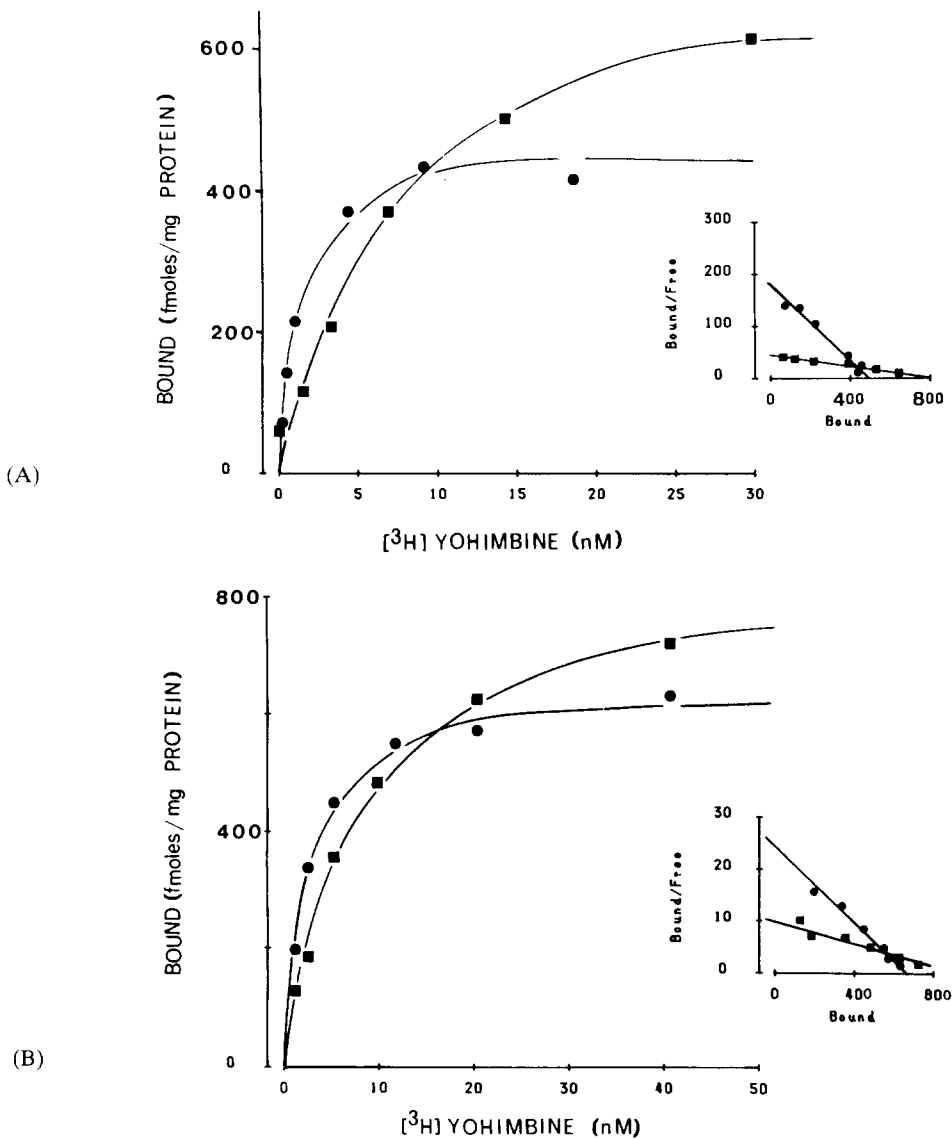 (A)
BOUND (fmoles/mg PROTEIN)
600
400
200
0
0 5 10 15 20 25 30
[³H] YOHIMBINE (nM)
Bound/Free
300
200
100
0
0 400 800
Bound
(B)
BOUND (fmoles/mg PROTEIN)
800
400
0
0 10 20 30 40 50
[³H] YOHIMBINE (nM)
Bound/Free
30
20
10
0
0 400 800
Bound